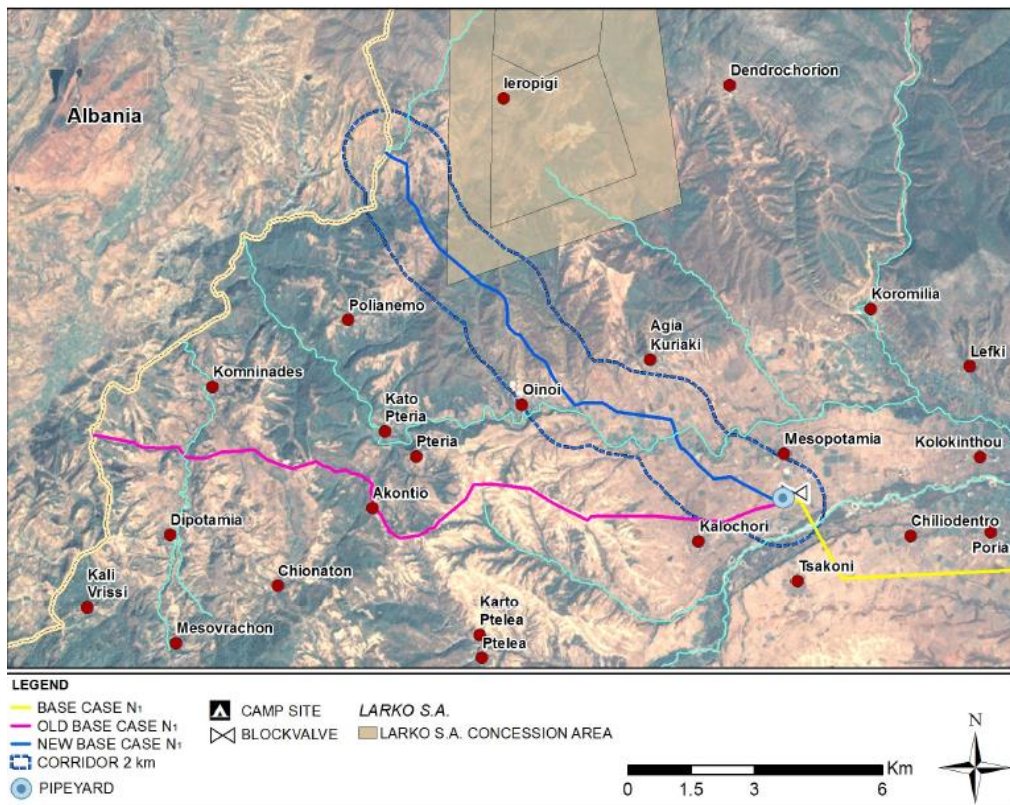 Ieropigi
Dendrochorion
Albania
Polianemo
Koromilia
Agia
Kuriaki
Lefki
Komninades
Oinoi
Kato
Pteria
Pteria
Mesopotamia
Kolokinthou
Akontio
Dipotamia
Kalochori
Chiliodentro
Poria
Kali
Vrissi
Chionaton
Tsakoni
Karto
Ptelea
Mesovrachon
Ptelea
LEGEND
BASE CASE N1
OLD BASE CASE N1
NEW BASE CASE N1
CORRIDOR 2 km
PIPEYARD
CAMP SITE
BLOCKVALVE
LARKO S.A.
LARKO S.A. CONCESSION AREA
N
Km
0 1.5 3 6